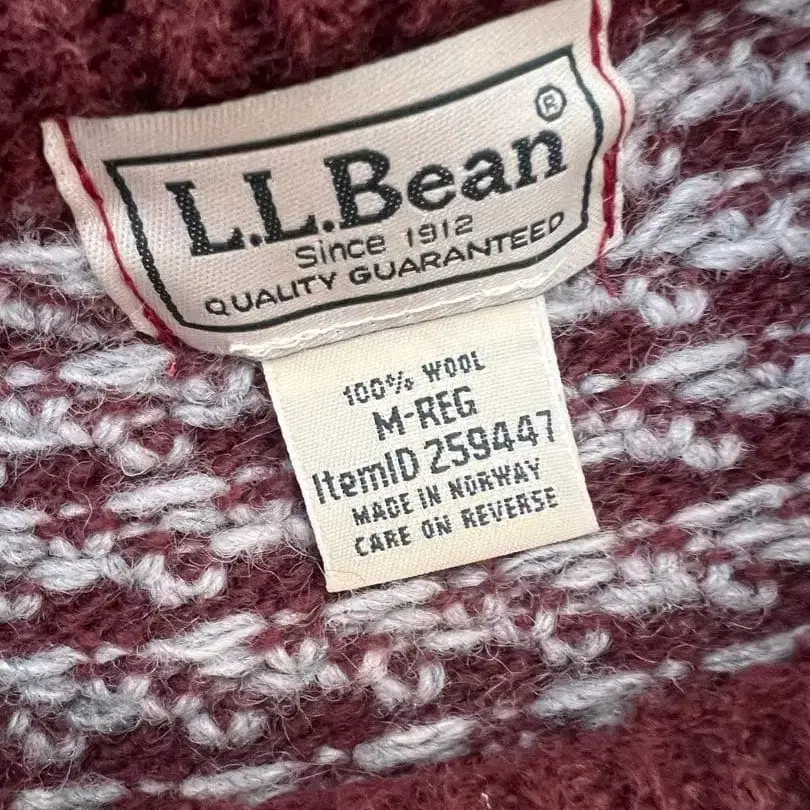 L.L.Bean®
Since 1912
QUALITY GUARANTEED
100% WOOL
M-REG
ItemID 259447
MADE IN NORWAY
CARE ON REVERSE